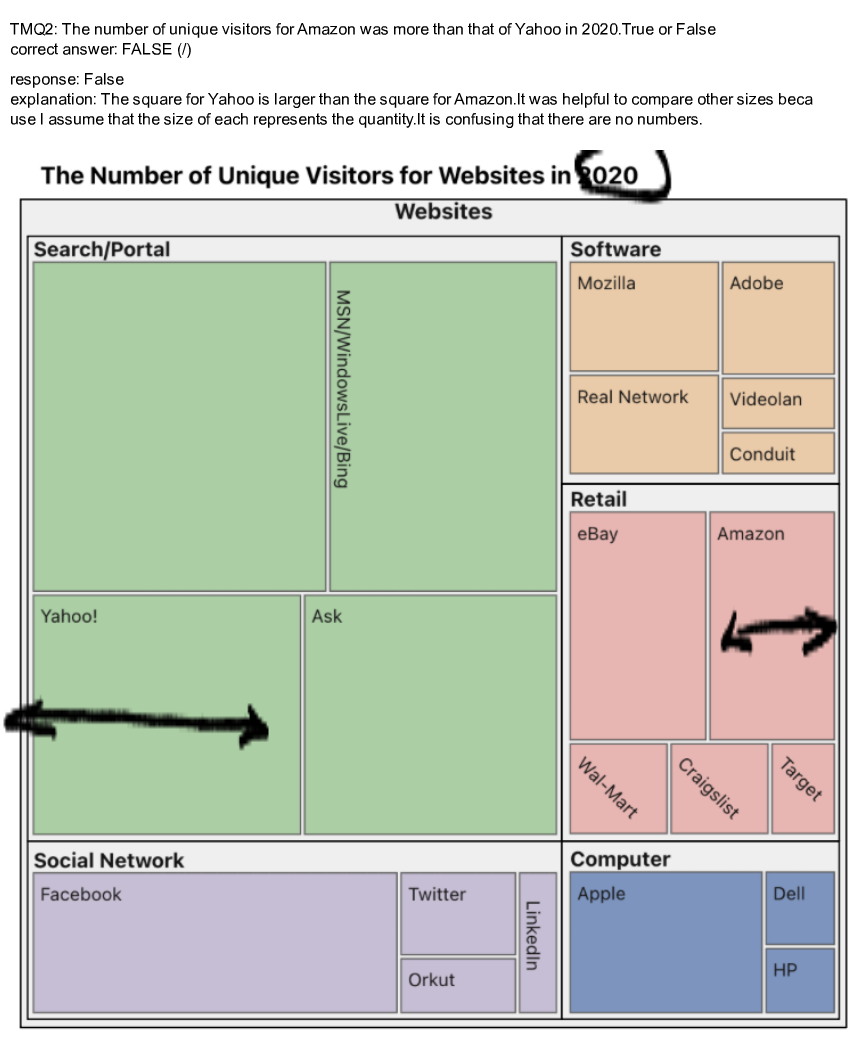 TMQ2: The number of unique visitors for Amazon was more than that of Yahoo in 2020.True or False
correct answer: FALSE (/)
response: False
explanation: The square for Yahoo is larger than the square for Amazon.It was helpful to compare other sizes beca
use I assume that the size of each represents the quantity.It is confusing that there are no numbers.
The Number of Unique Visitors for Websites in 2020
Websites
Search/Portal
MSN/WindowsLive/Bing
Yahoo!
Ask
Software
Mozilla
Adobe
Real Network
Videolan
Conduit
Retail
eBay
Amazon
Wal-Mart
Craigslist
Target
Social Network
Facebook
Twitter
Orkut
LinkedIn
Computer
Apple
Dell
HP